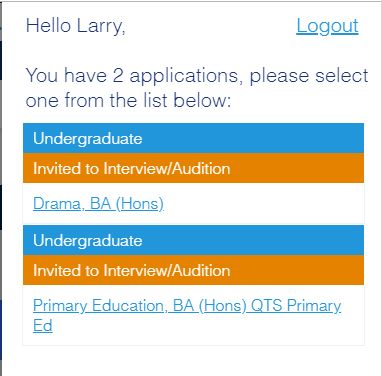 Hello Larry,
Logout
You have 2 applications, please select
one from the list below:
Undergraduate
Invited to Interview/Audition
Drama, BA (Hons)
Undergraduate
Invited to Interview/Audition
Primary Education, BA (Hons) QTS Primary
Ed